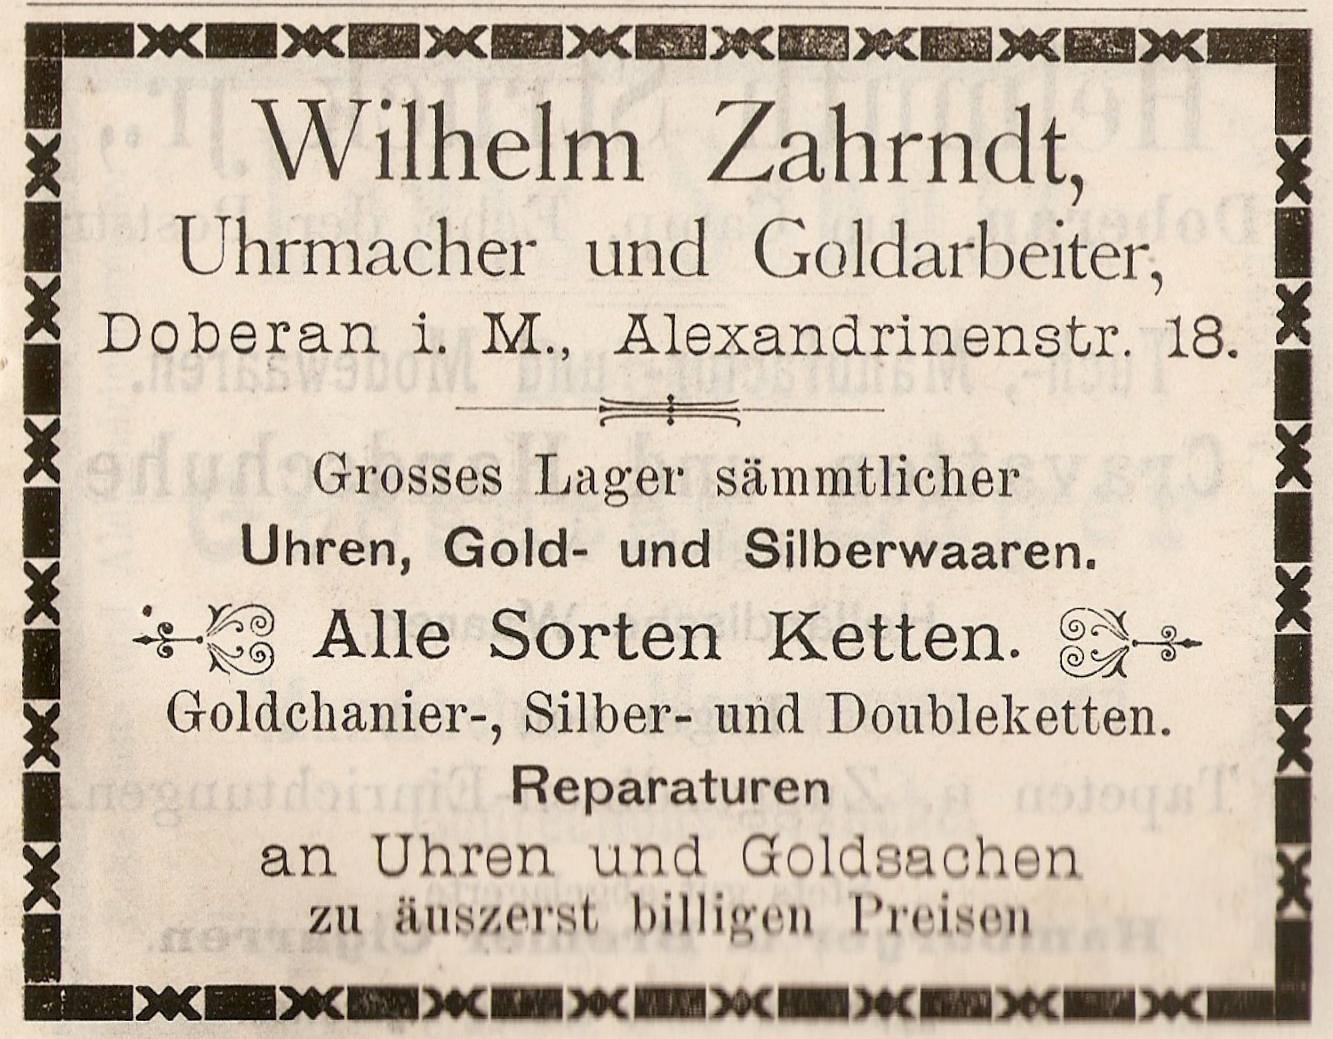 Wilhelm Zahrndt,
Uhrmacher und Goldarbeiter,
Doberan i. M., Alexandrinenstr. 18.
Grosses Lager sämmtlicher
Uhren, Gold- und Silberwaaren.
Alle Sorten Ketten.
Goldchanier-, Silber- und Doubleketten.
Reparaturen
an Uhren und Goldsachen
zu äuszerst billigen Preisen